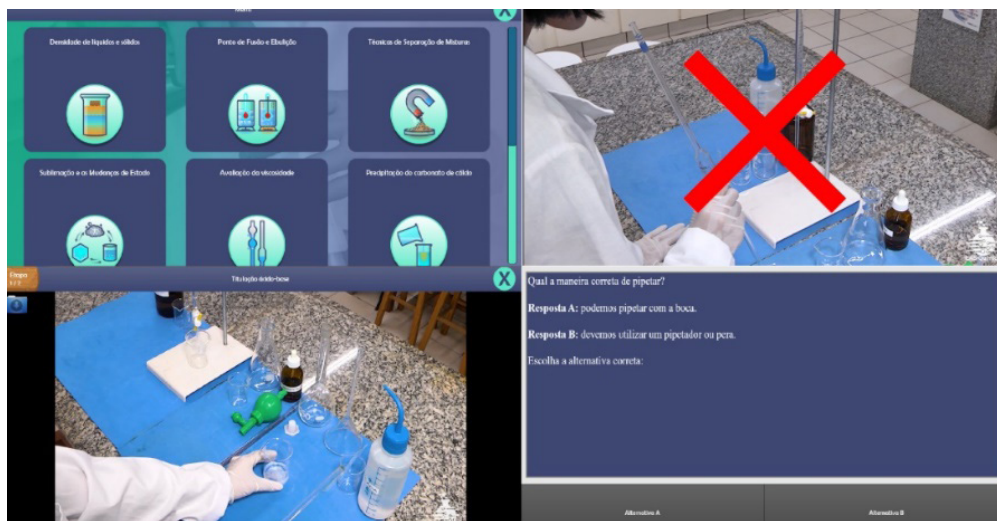 Menu
X
Densidade de líquidos e sólidos
Ponto de Fusão e Ebulição
Técnicas de Separação de Misturas
Sublimação e as Mudanças de Estado
Avaliação da viscosidade
Precipitação do carbonato de cálcio
Etapa
Titulação ácido-base
X
Qual a maneira correta de pipetar?
Resposta A: podemos pipetar com a boca.
Resposta B: devemos utilizar um pipetador ou pera.
Escolha a alternativa correta:
Alternativa A
Alternativa B